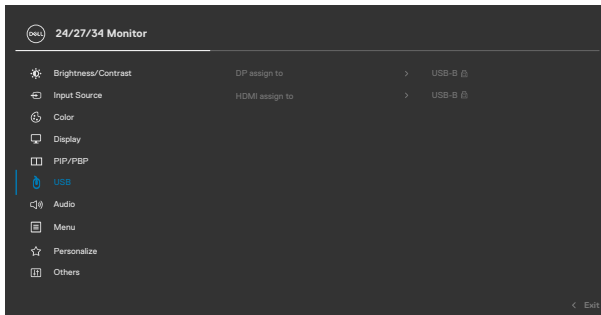 DELL 24/27/34 Monitor
Brightness/Contrast DP assign to > USB-B
Input Source HDMI assign to > USB-B
Color
Display
PIP/PBP
USB
Audio
Menu
Personalize
Others
< Exit